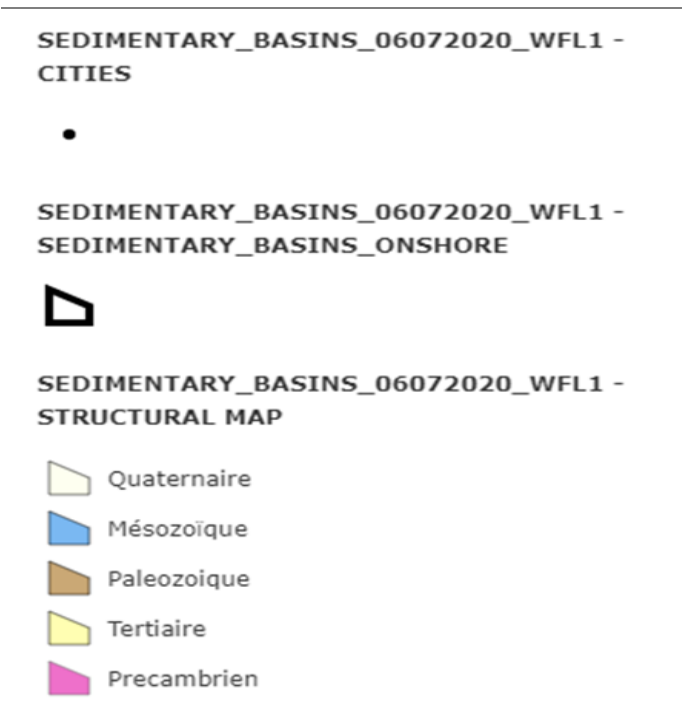 SEDIMENTARY_BASINS_06072020_WFL1 -
CITIES
SEDIMENTARY_BASINS_06072020_WFL1 -
SEDIMENTARY_BASINS_ONSHORE
SEDIMENTARY_BASINS_06072020_WFL1 -
STRUCTURAL MAP
Quaternaire
Mésozoïque
Paleozoique
Tertiaire
Precambrien